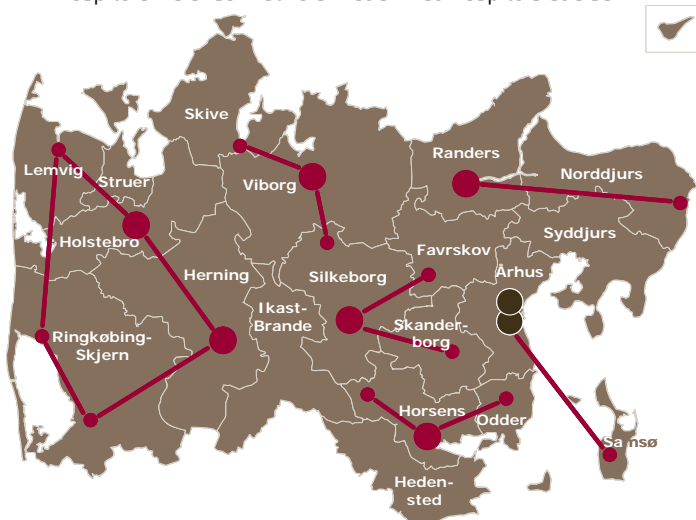 Skive
Randers
Lemvig
Struer
Viborg
Norddjurs
Holstebro
Syddjurs
Favrskov
Herning
Silkeborg
Århus
Ikast-
Brande
Ringkøbing-
Skjern
Skander-
borg
Horsens
Odder
Samsø
Heden-
sted